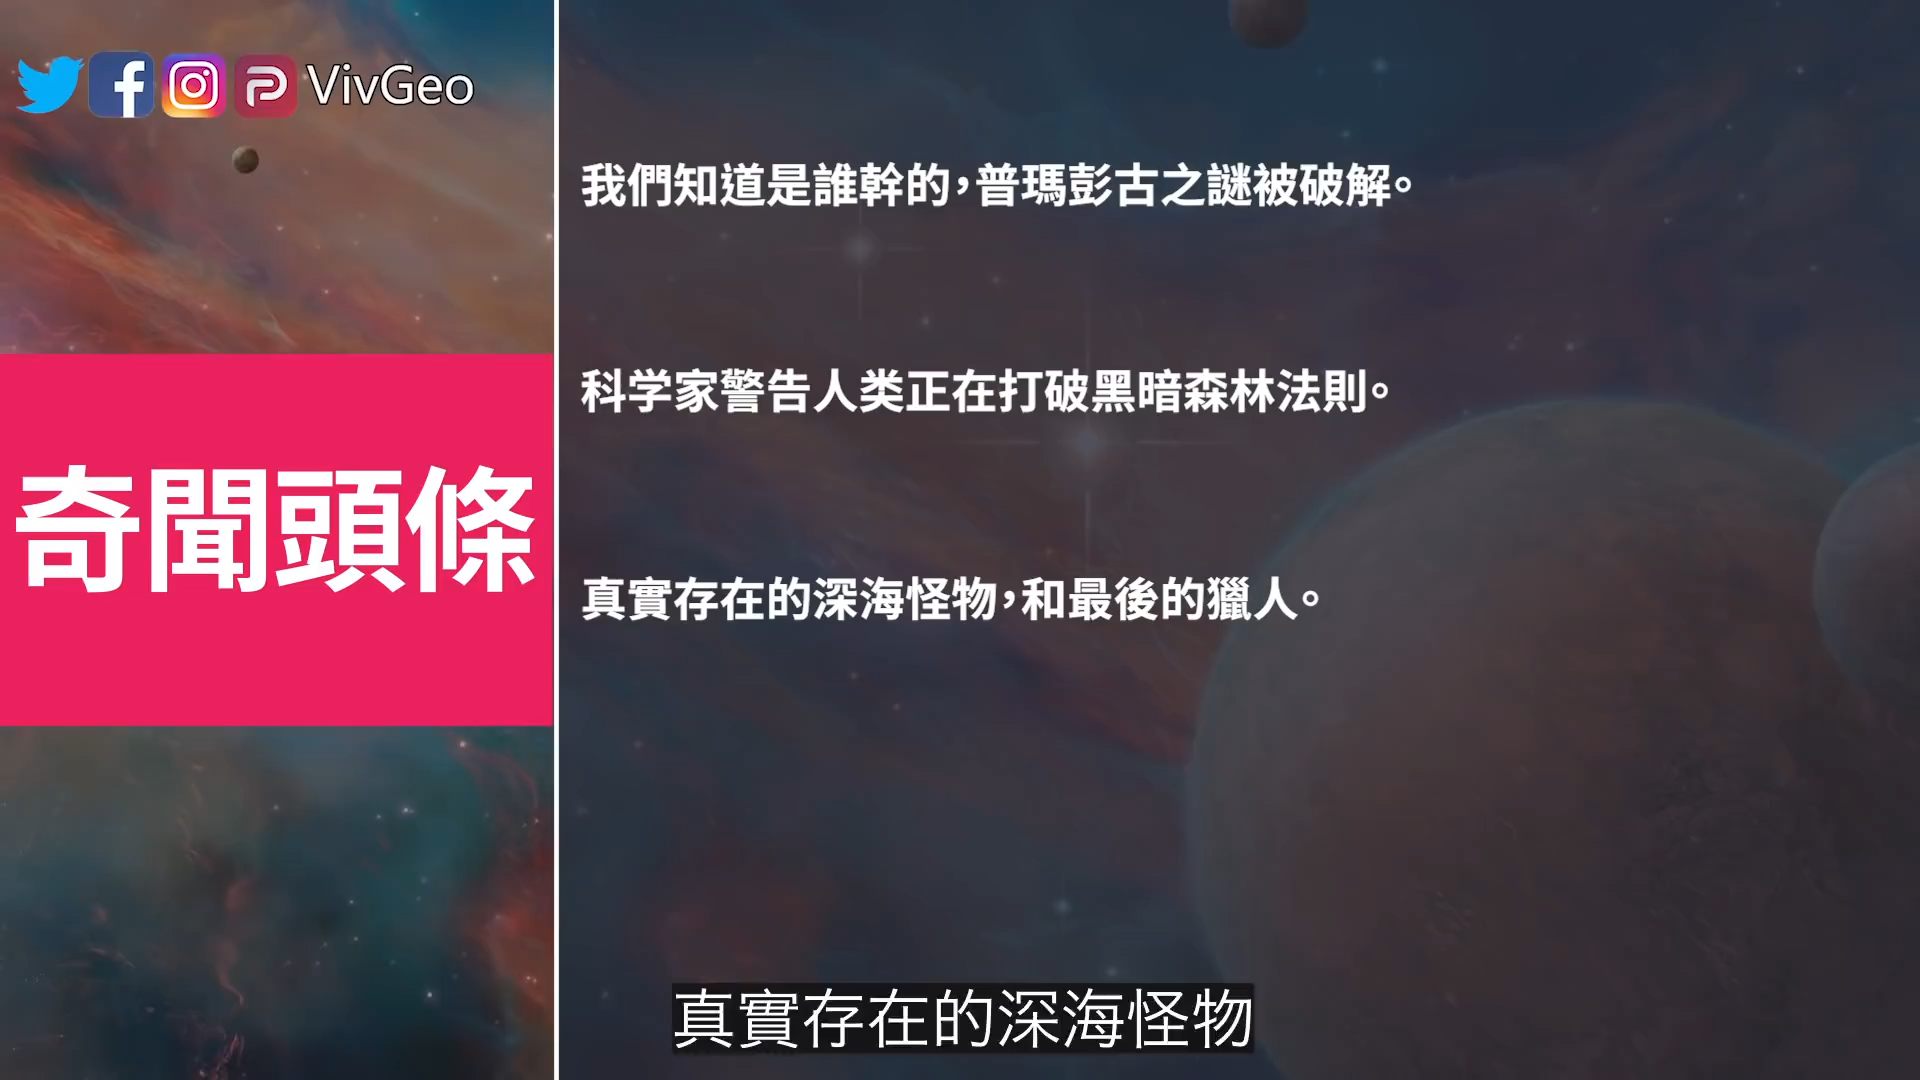 VivGeo
奇聞頭條
我們知道是誰幹的，普瑪彭古之謎被破解。
科学家警告人类正在打破黑暗森林法則。
真實存在的深海怪物，和最後的獵人。
真實存在的深海怪物